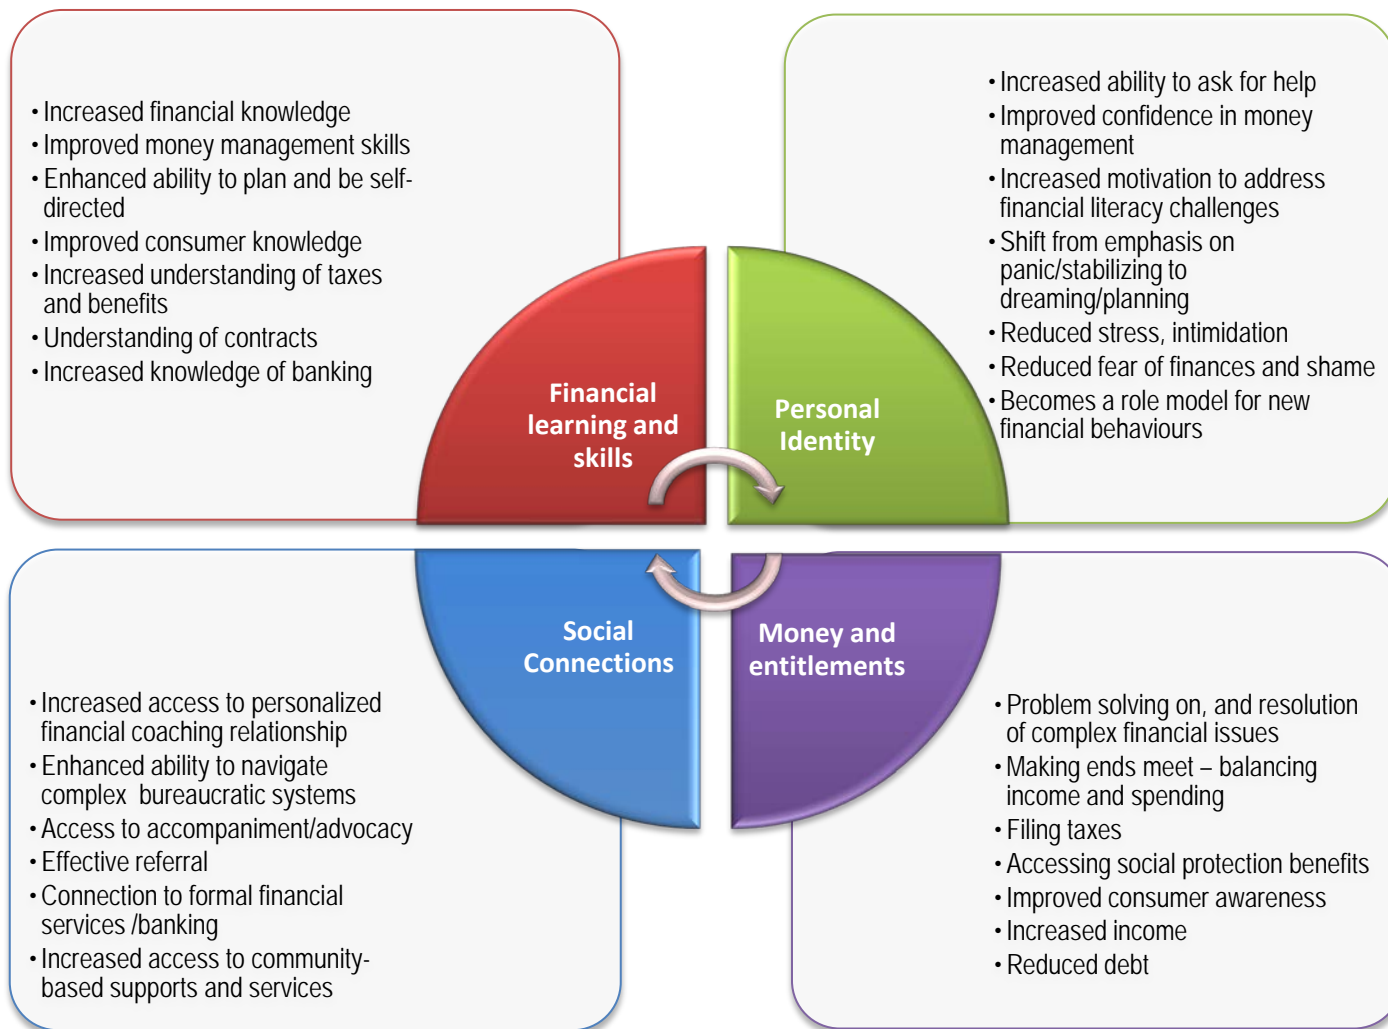 • Increased financial knowledge
• Improved money management skills
• Enhanced ability to plan and be self-
directed
• Improved consumer knowledge
• Increased understanding of taxes
and benefits
• Understanding of contracts
• Increased knowledge of banking
Financial
learning and
skills
• Increased ability to ask for help
• Improved confidence in money
management
• Increased motivation to address
financial literacy challenges
• Shift from emphasis on
panic/stabilizing to
dreaming/planning
• Reduced stress, intimidation
• Reduced fear of finances and shame
• Becomes a role model for new
financial behaviours
Personal
Identity
Social
Connections
• Increased access to personalized
financial coaching relationship
• Enhanced ability to navigate
complex  bureaucratic systems
• Access to accompaniment/advocacy
• Effective referral
• Connection to formal financial
services /banking
• Increased access to community-
based supports and services
Money and
entitlements
• Problem solving on, and resolution
of complex financial issues
• Making ends meet – balancing
income and spending
• Filing taxes
• Accessing social protection benefits
• Improved consumer awareness
• Increased income
• Reduced debt